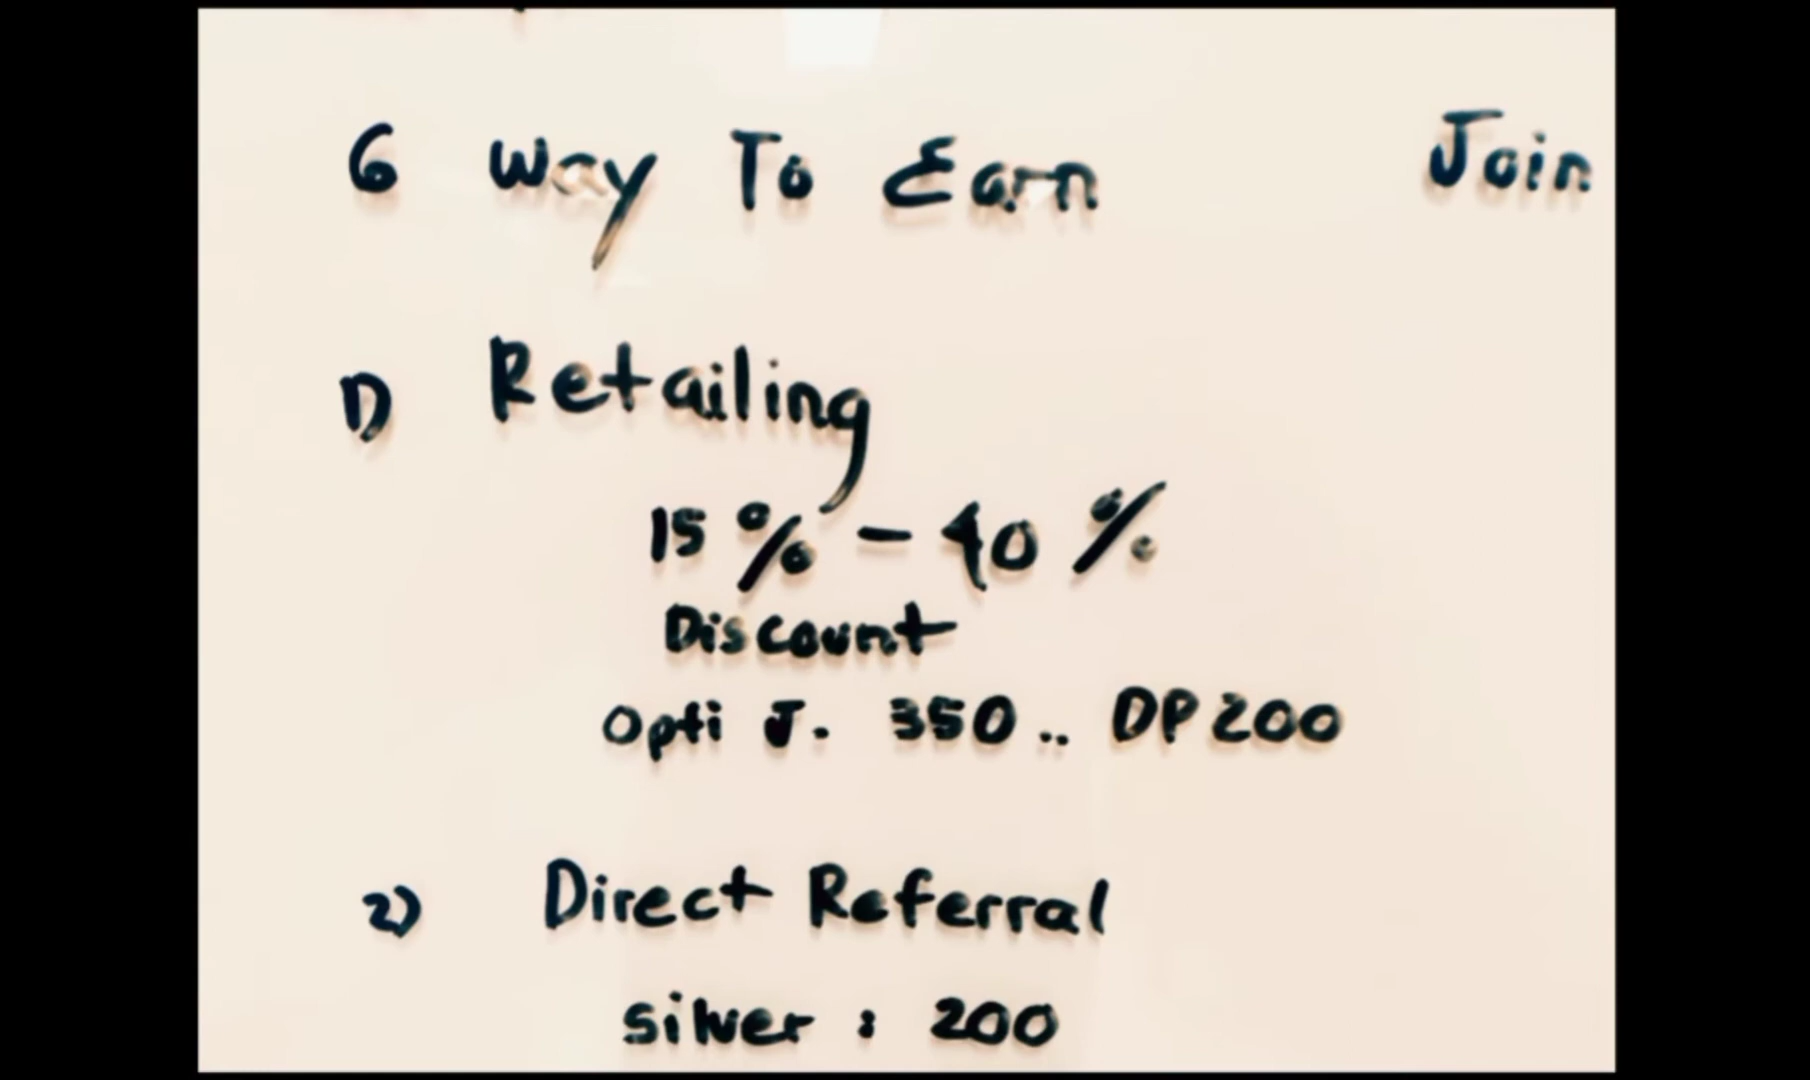 6 Way To Earn Join
1) Retailing
15% - 40%
Discount
Opti J. 350.. DP 200
2) Direct Referral
silver : 200